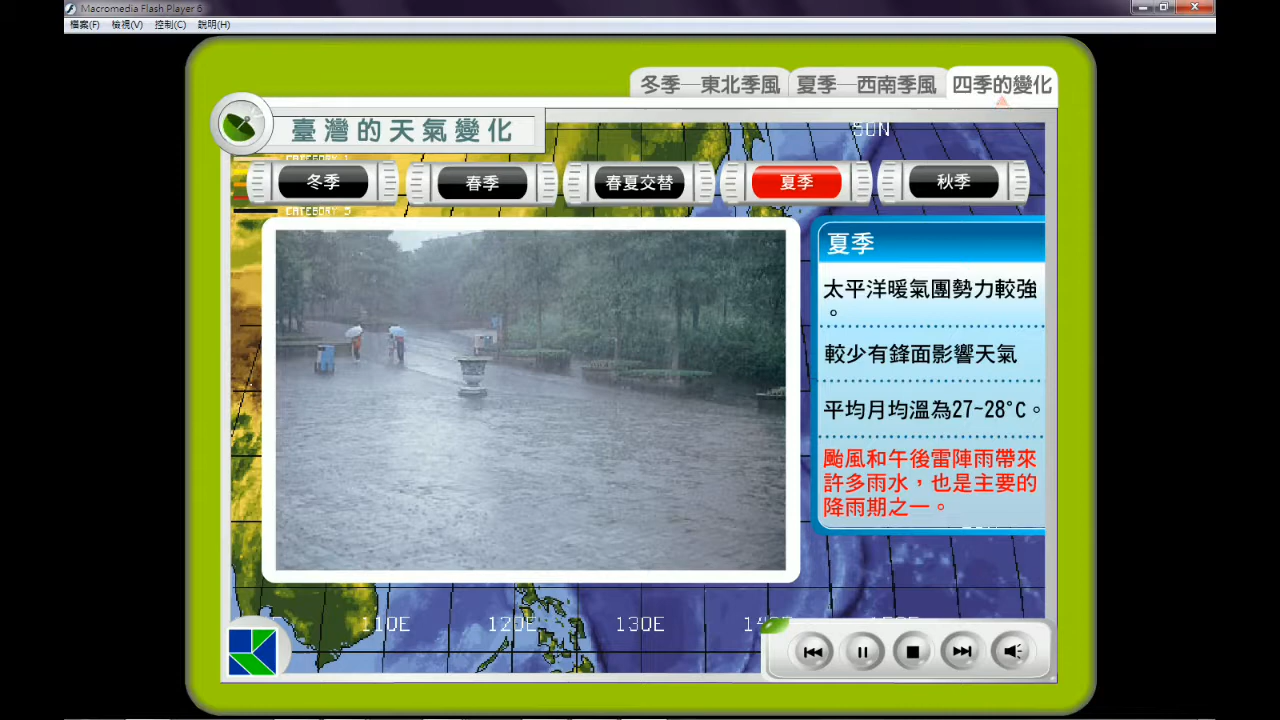 Macromedia Flash Player 6
檔案(F) 檢視(V) 控制(C) 說明(H)
冬季─東北季風 夏季─西南季風 四季的變化
臺灣的天氣變化
50N
冬季 春季 春夏交替 夏季 秋季
夏季
太平洋暖氣團勢力較強
。
較少有鋒面影響天氣
平均月均溫為27~28°C。
颱風和午後雷陣雨帶來
許多雨水，也是主要的
降雨期之一。
110E 120E 130E